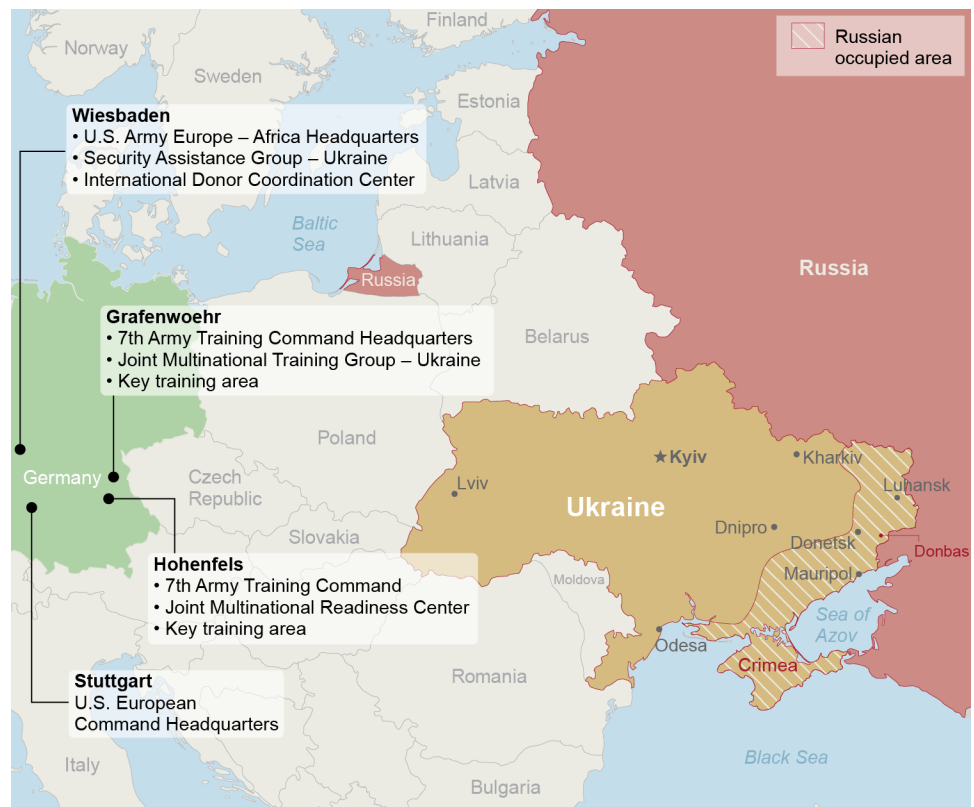 Finland
Norway
Sweden
Russian
occupied area
Estonia
Wiesbaden
• U.S. Army Europe – Africa Headquarters
• Security Assistance Group – Ukraine
• International Donor Coordination Center
Latvia
Baltic
Sea
Lithuania
Russia
Russia
Grafenwoehr
• 7th Army Training Command Headquarters
• Joint Multinational Training Group – Ukraine
• Key training area
Belarus
Poland
Germany
Czech
Republic
Kyiv
Kharkiv
Lviv
Luhansk
Ukraine
Dnipro
Slovakia
Donetsk
Donbas
Hohenfels
• 7th Army Training Command
• Joint Multinational Readiness Center
• Key training area
Moldova
Mauripol
Sea of
Azov
Odesa
Crimea
Stuttgart
U.S. European
Command Headquarters
Romania
Italy
Black Sea
Bulgaria